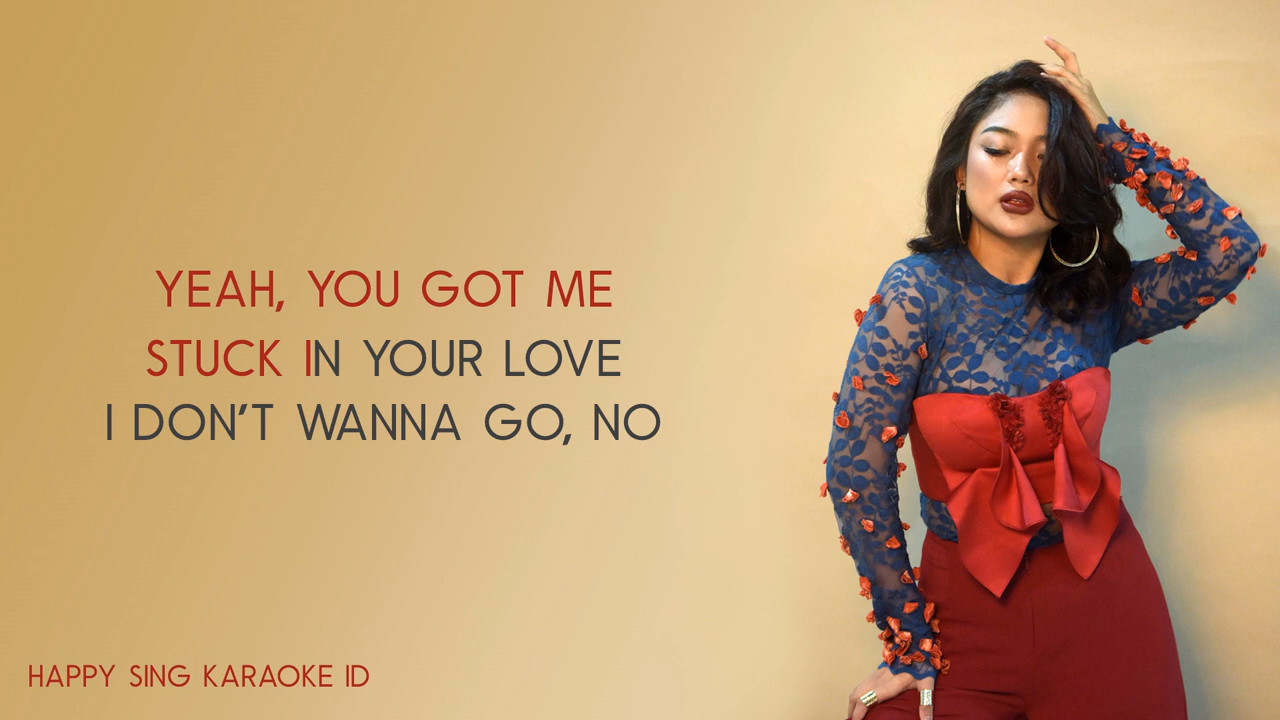 YEAH, YOU GOT ME
STUCK IN YOUR LOVE
I DON'T WANNA GO, NO
HAPPY SING KARAOKE ID